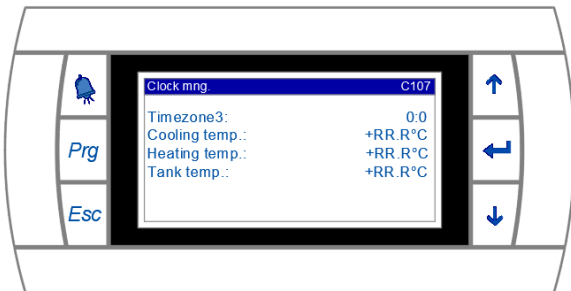 Clock mng. C107
Timezone3: 0:0
Cooling temp.: +RR.R°C
Heating temp.: +RR.R°C
Tank temp.: +RR.R°C
Prg
Esc